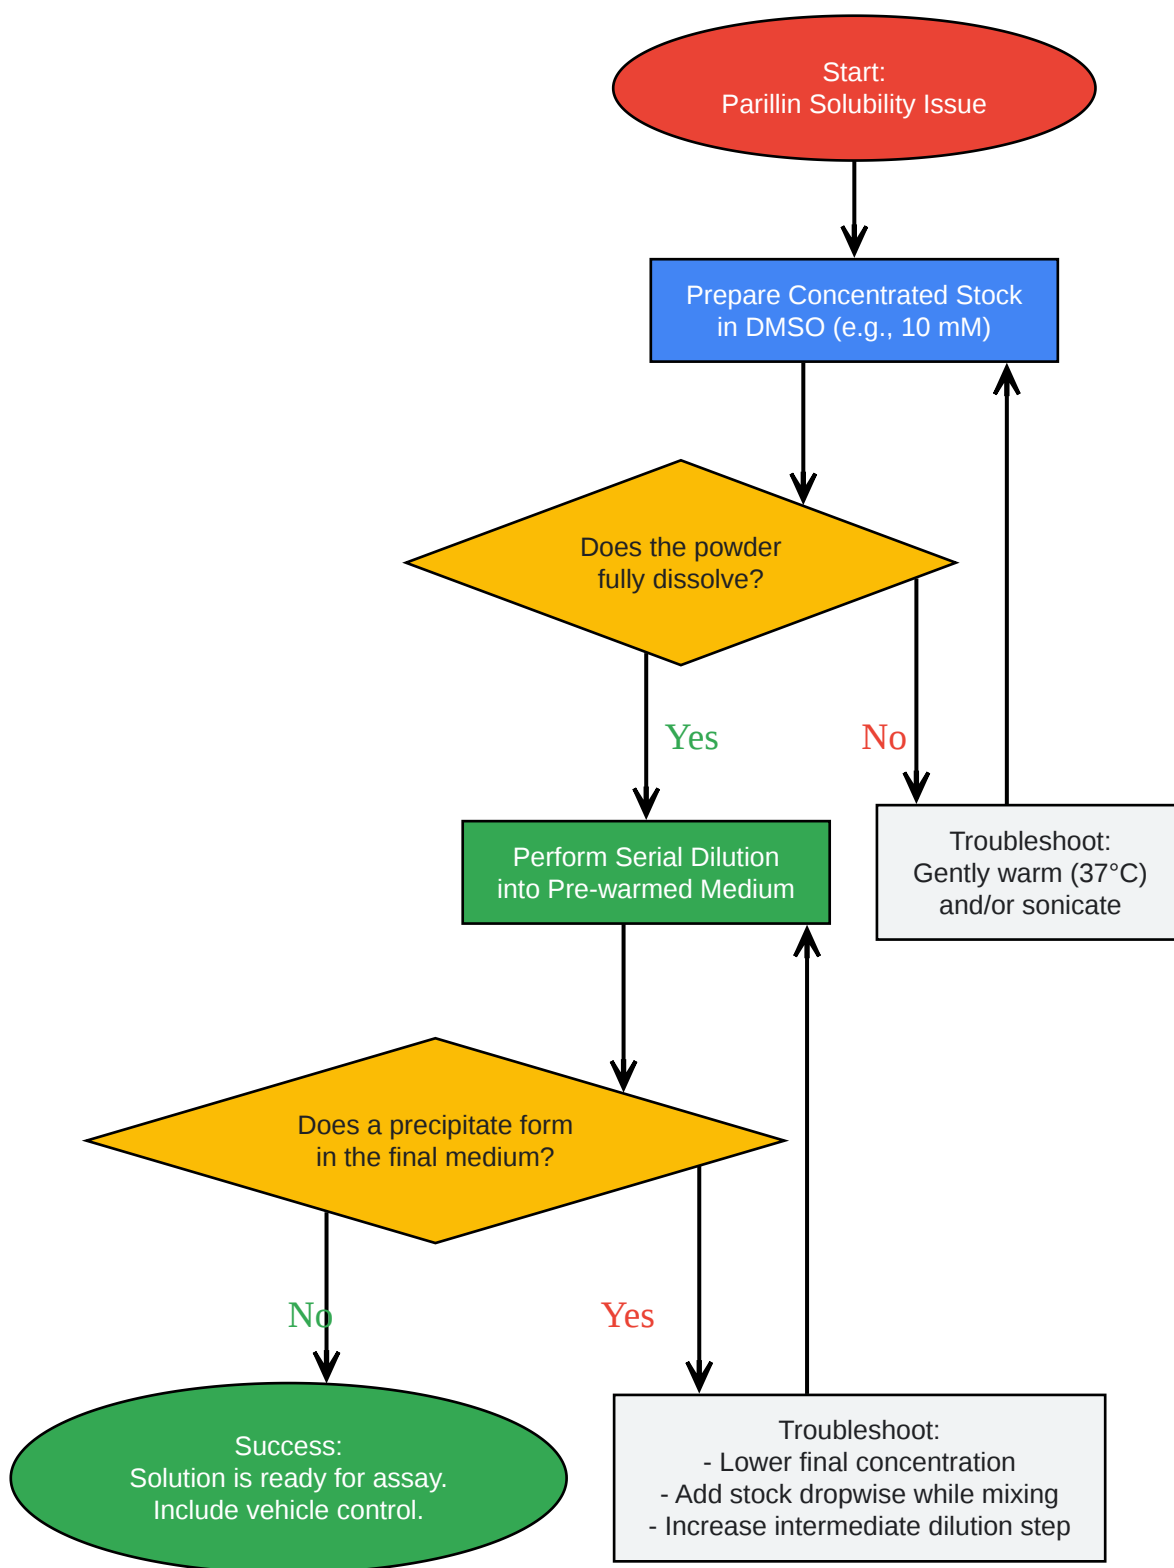 Start:
Parillin Solubility Issue
Prepare Concentrated Stock
in DMSO (e.g., 10 mM)
Does the powder
fully dissolve?
Yes
No
Perform Serial Dilution
into Pre-warmed Medium
Troubleshoot:
Gently warm (37°C)
and/or sonicate
Does a precipitate form
in the final medium?
No
Yes
Success:
Solution is ready for assay.
Include vehicle control.
Troubleshoot:
- Lower final concentration
- Add stock dropwise while mixing
- Increase intermediate dilution step